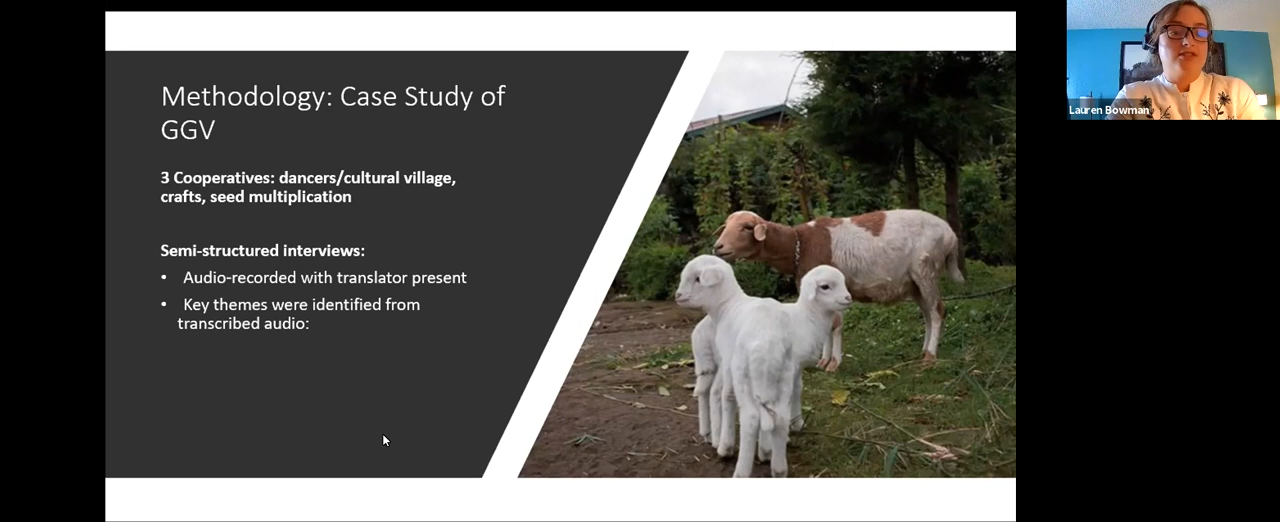 Methodology: Case Study of
GGV
3 Cooperatives: dancers/cultural village,
crafts, seed multiplication
Semi-structured interviews:
• Audio-recorded with translator present
• Key themes were identified from
transcribed audio:
Lauren Bowman